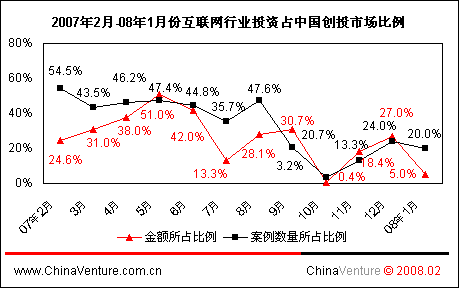 2007年2月-08年1月份互联网行业投资占中国创投市场比例
80%
60%
40%
20%
0%
54.5%
43.5%
46.2%
47.4%
44.8%
35.7%
47.6%
3.2%
20.7%
13.3%
24.0%
20.0%
24.6%
31.0%
38.0%
51.0%
42.0%
13.3%
28.1%
30.7%
0.4%
18.4%
27.0%
5.0%
07年2月
3月
4月
5月
6月
7月
8月
9月
10月
11月
12月
08年1月
金额所占比例 案例数量所占比例
www.ChinaVenture.com.cn ChinaVenture © 2008.02